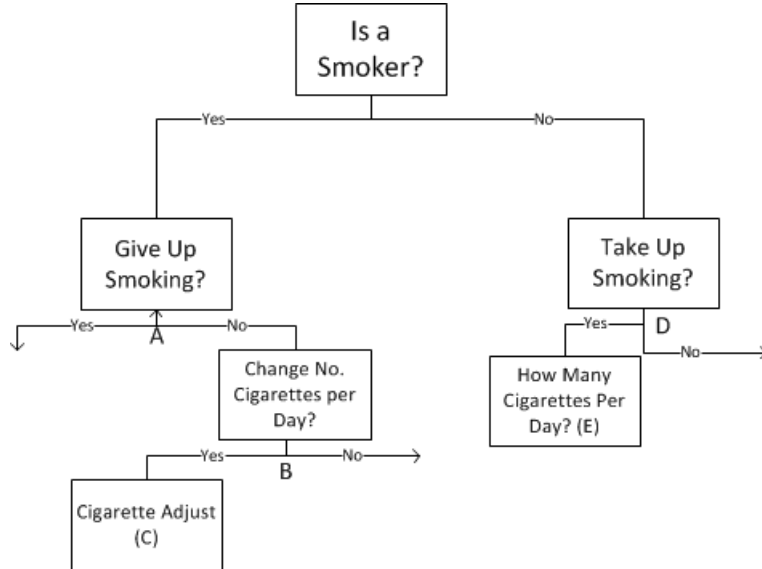 Is a
Smoker?
Yes
No
Give Up
Smoking?
Take Up
Smoking?
Yes
A
No
Yes
D
No
Change No.
Cigarettes per
Day?
How Many
Cigarettes Per
Day? (E)
Yes
B
No
Cigarette Adjust
(C)